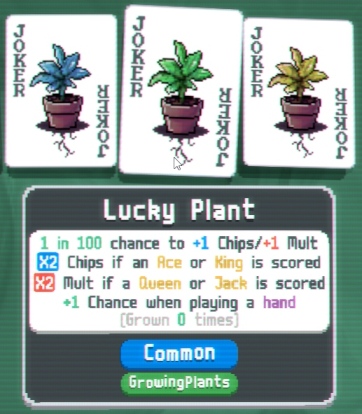 JOKER
JOKER
JOKER
JOKER
JOKER
JOKER
Lucky Plant
1 in 100 chance to +1 Chips/+1 Mult
X2 Chips if an Ace or King is scored
X2 Mult if a Queen or Jack is scored
+1 Chance when playing a hand
(Grown 0 times)
Common
GrowingPlants